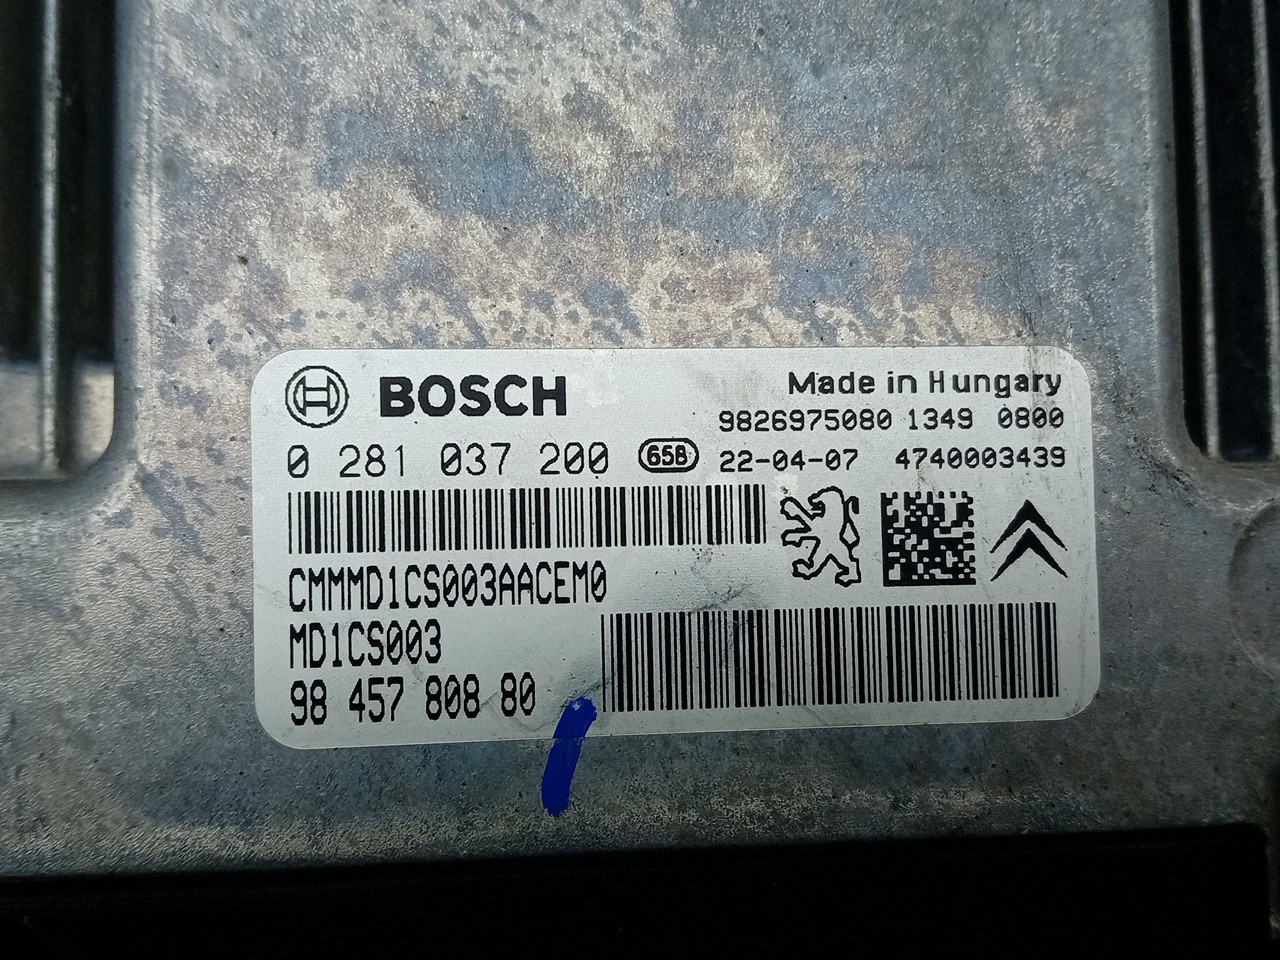 BOSCH
Made in Hungary
9826975080 1349 0800
0 281 037 200 65B 22-04-07 4740003439
CMMMD1CS003AACEM0
MD1CS003
98 457 808 80